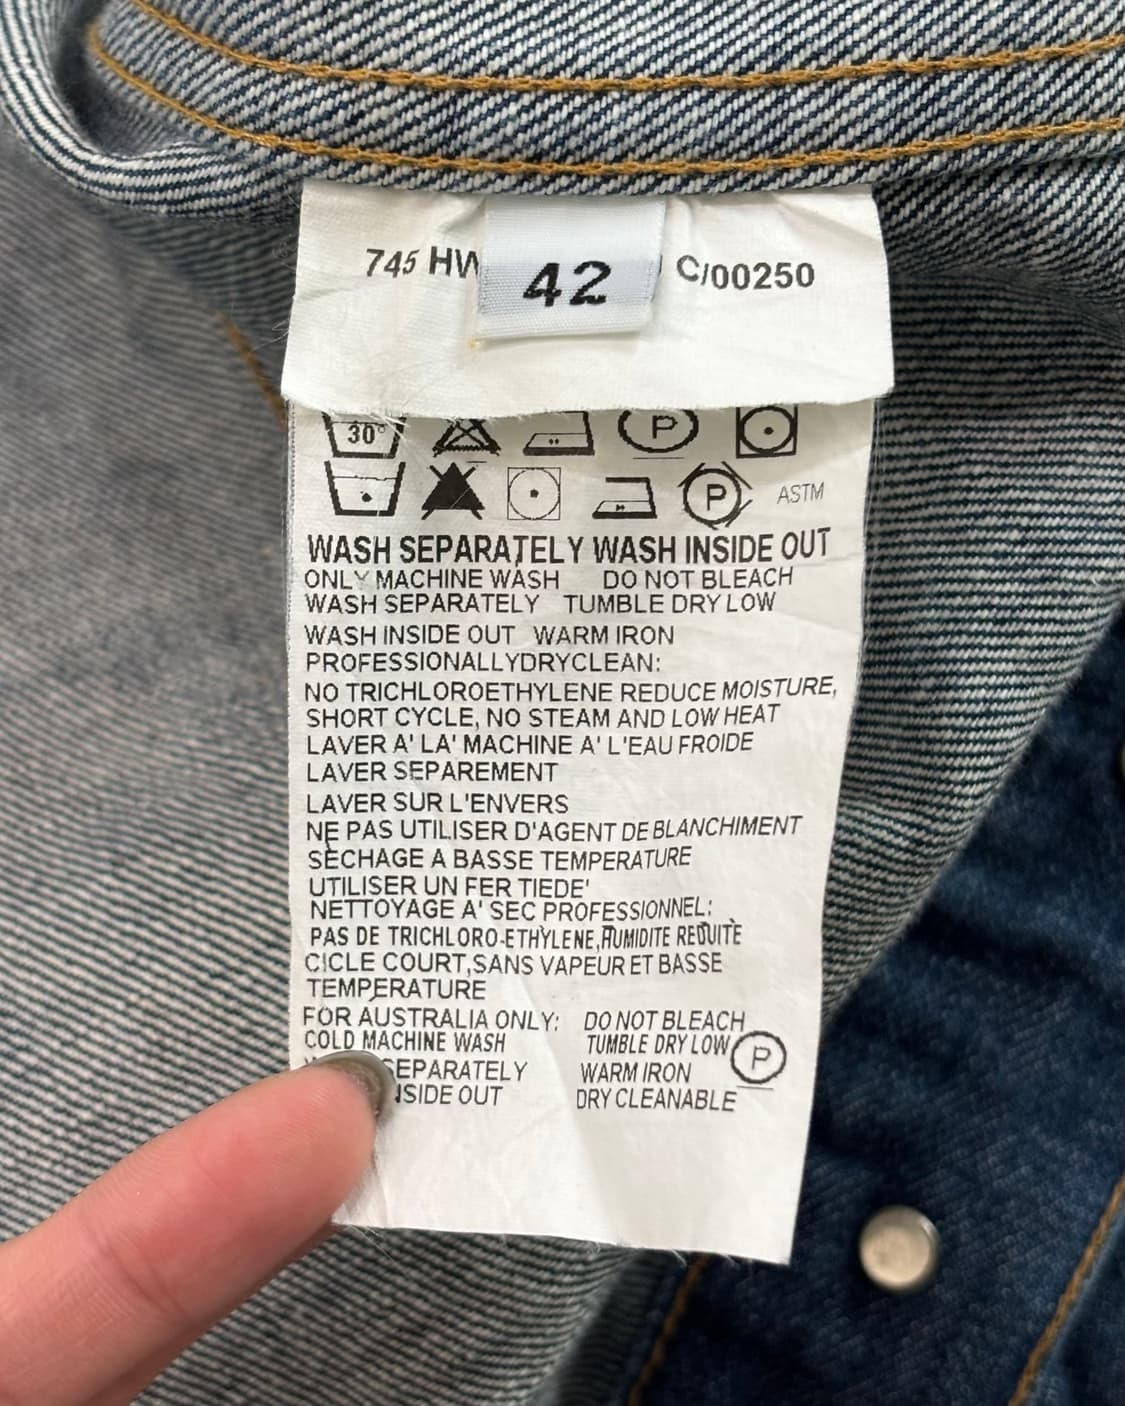 745 HW 42 C/00250
30°
P
P ASTM
WASH SEPARATELY WASH INSIDE OUT
ONLY MACHINE WASH DO NOT BLEACH
WASH SEPARATELY TUMBLE DRY LOW
WASH INSIDE OUT WARM IRON
PROFESSIONALLYDRYCLEAN:
NO TRICHLOROETHYLENE REDUCE MOISTURE,
SHORT CYCLE, NO STEAM AND LOW HEAT
LAVER A' LA' MACHINE A' L'EAU FROIDE
LAVER SEPAREMENT
LAVER SUR L'ENVERS
NE PAS UTILISER D'AGENT DE BLANCHIMENT
SÈCHAGE A BASSE TEMPERATURE
UTILISER UN FER TIEDE'
NETTOYAGE A' SEC PROFESSIONNEL:
PAS DE TRICHLORO-ETHYLENE,HUMIDITE REDUITE
CICLE COURT,SANS VAPEUR ET BASSE
TEMPERATURE
FOR AUSTRALIA ONLY: DO NOT BLEACH
COLD MACHINE WASH TUMBLE DRY LOW P
SEPARATELY WARM IRON
INSIDE OUT DRY CLEANABLE